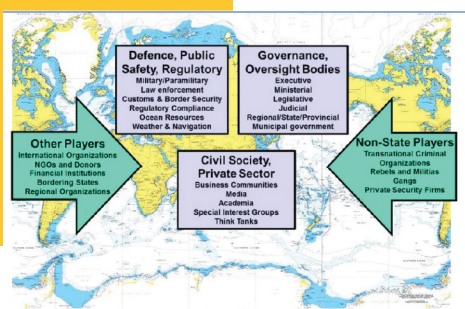 Defence, Public
Safety, Regulatory
Military/Paramilitary
Law enforcement
Customs & Border Security
Regulatory Compliance
Ocean Resources
Weather & Navigation
Governance,
Oversight Bodies
Executive
Ministerial
Legislative
Judicial
Regional/State/Provincial
Municipal government
Other Players
International Organizations
NGOs and Donors
Financial Institutions
Bordering States
Regional Organizations
Civil Society,
Private Sector
Business Communities
Media
Academia
Special Interest Groups
Think Tanks
Non-State Players
Transnational Criminal
Organizations
Rebels and Militias
Gangs
Private Security Firms